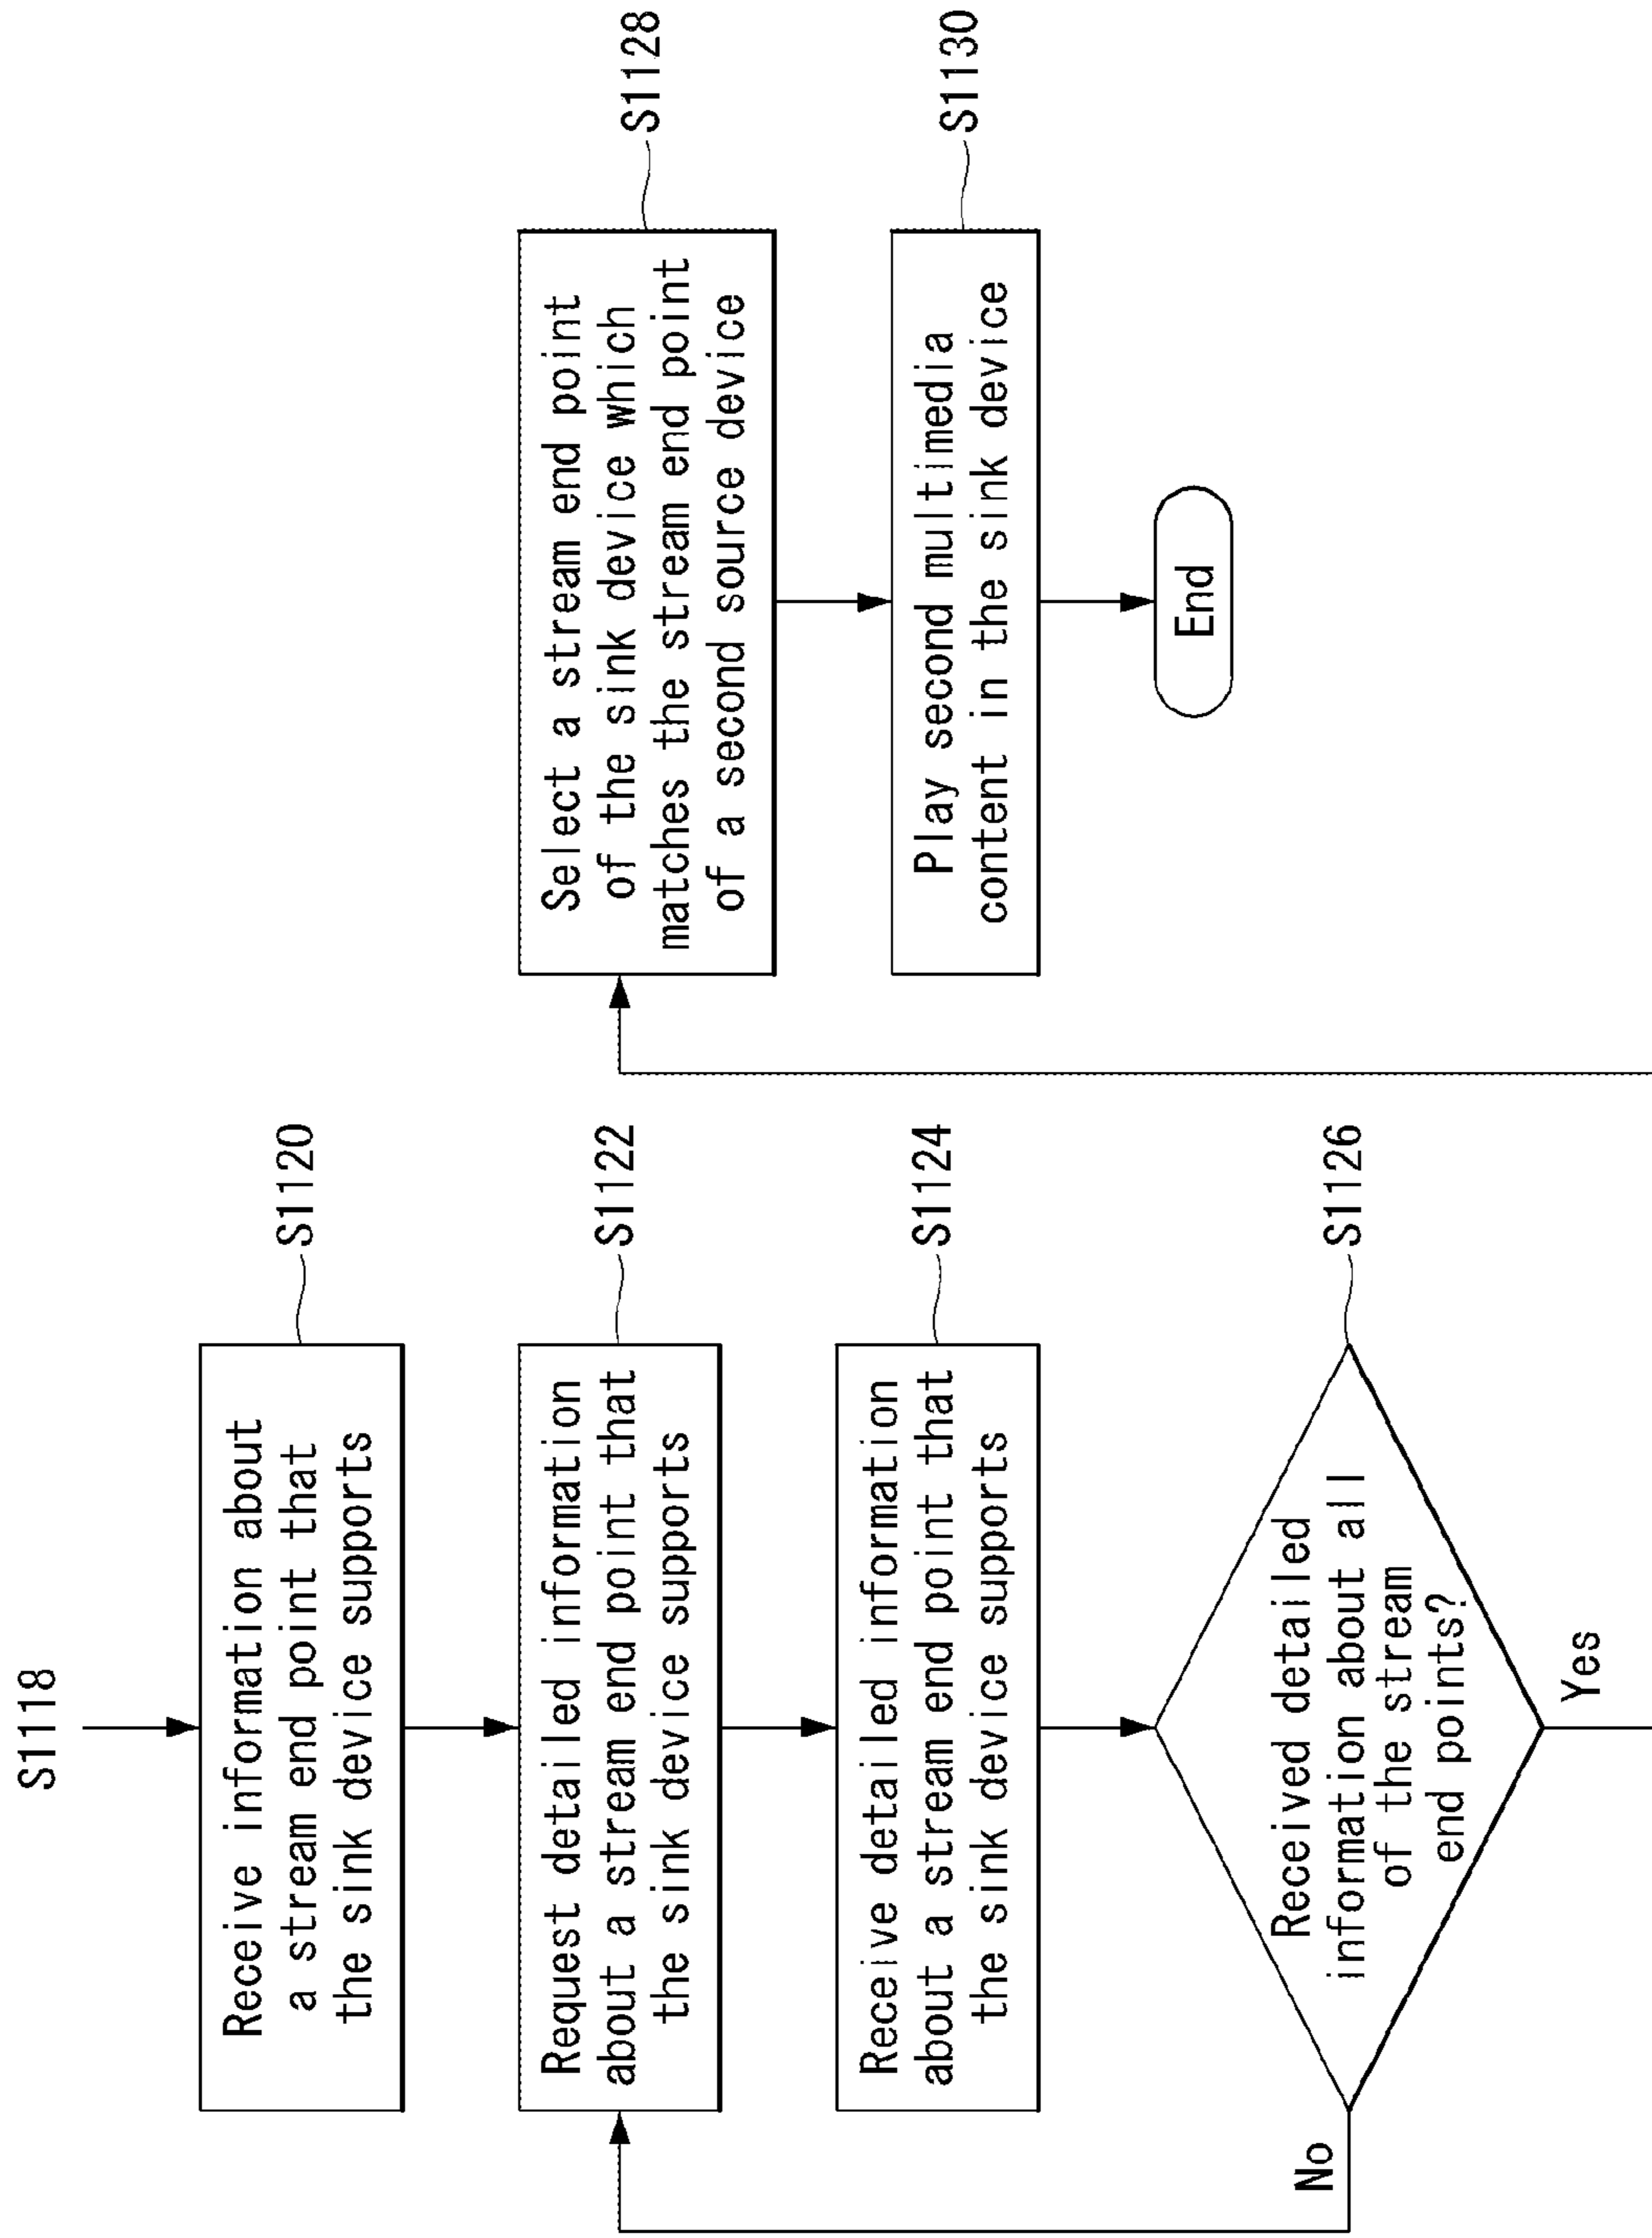 S1118
Receive information about
a stream end point that
the sink device supports
S1120
Request detailed information
about a stream end point that
the sink device supports
S1122
Receive detailed information
about a stream end point that
the sink device supports
S1124
Received detailed
information about all
of the stream
end points?
S1126
No
Yes
Select a stream end point
of the sink device which
matches the stream end point
of a second source device
S1128
Play second multimedia
content in the sink device
S1130
End